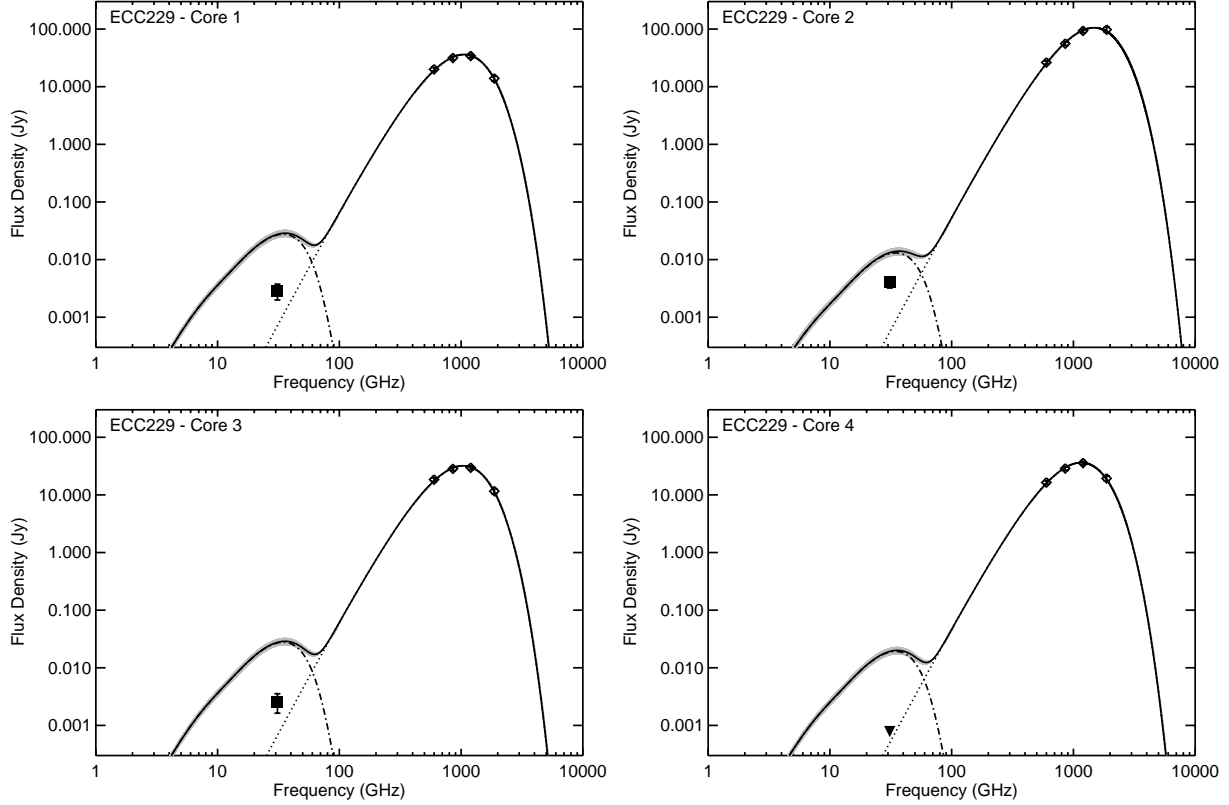 ECC229 - Core 1
100.000
10.000
1.000
0.100
0.010
0.001
Flux Density (Jy)
1 10 100 1000 10000
Frequency (GHz)
ECC229 - Core 2
100.000
10.000
1.000
0.100
0.010
0.001
Flux Density (Jy)
1 10 100 1000 10000
Frequency (GHz)
ECC229 - Core 3
100.000
10.000
1.000
0.100
0.010
0.001
Flux Density (Jy)
1 10 100 1000 10000
Frequency (GHz)
ECC229 - Core 4
100.000
10.000
1.000
0.100
0.010
0.001
Flux Density (Jy)
1 10 100 1000 10000
Frequency (GHz)